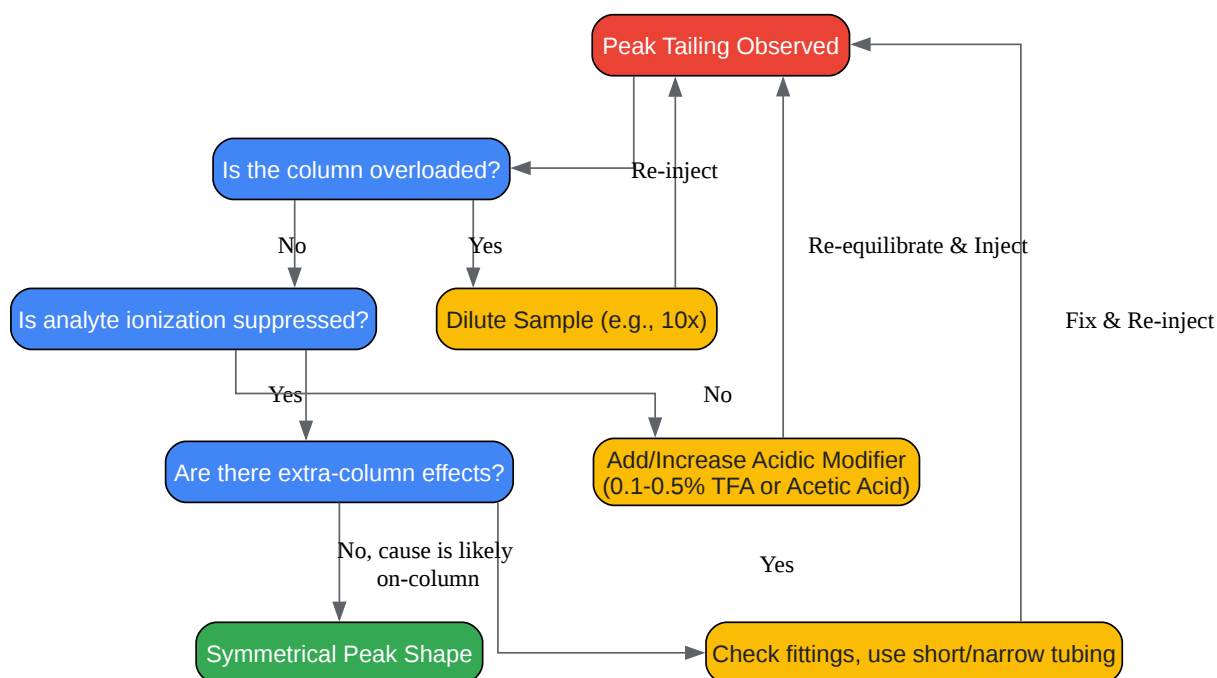 Peak Tailing Observed
Is the column overloaded?
Re-inject
No
Yes
Re-equilibrate & Inject
Is analyte ionization suppressed?
Dilute Sample (e.g., 10x)
Fix & Re-inject
Yes
No
Are there extra-column effects?
Add/Increase Acidic Modifier
(0.1-0.5% TFA or Acetic Acid)
No, cause is likely
on-column
Yes
Symmetrical Peak Shape
Check fittings, use short/narrow tubing